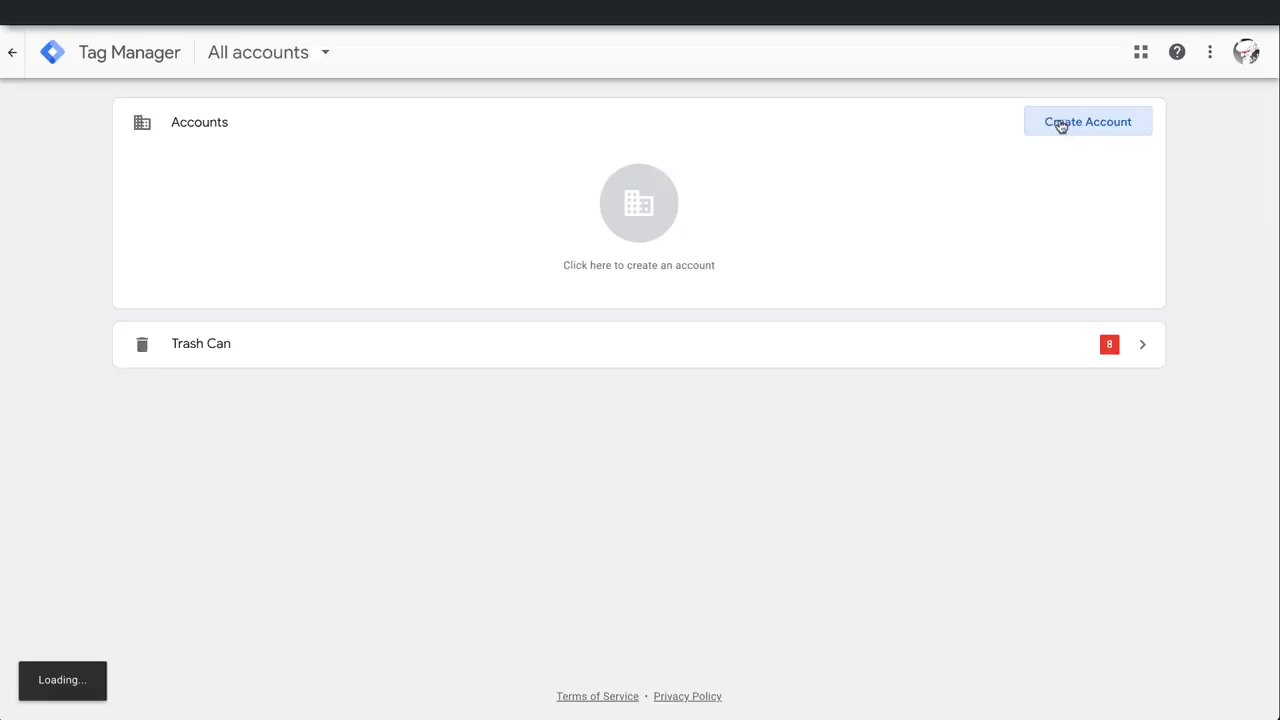 Tag Manager
All accounts
Accounts
Create Account
Click here to create an account
Trash Can
8
Loading...
Terms of Service • Privacy Policy